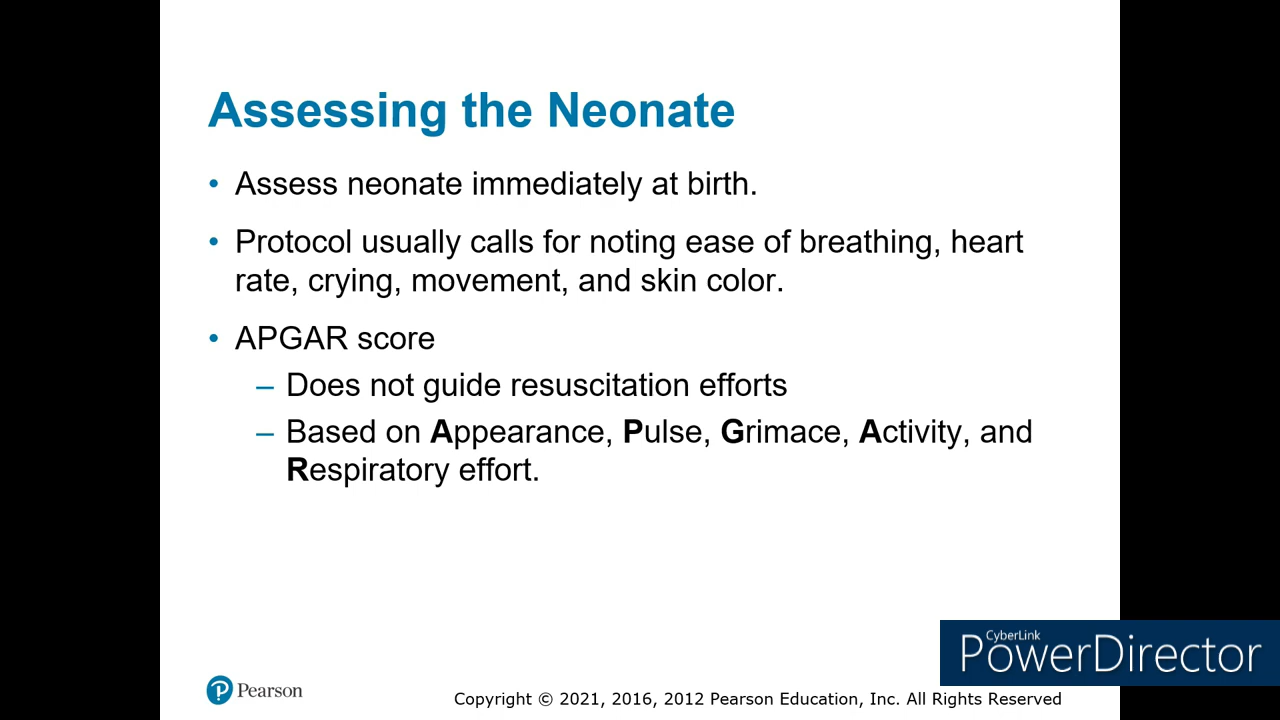 Assessing the Neonate
• Assess neonate immediately at birth.
• Protocol usually calls for noting ease of breathing, heart
rate, crying, movement, and skin color.
• APGAR score
– Does not guide resuscitation efforts
– Based on Appearance, Pulse, Grimace, Activity, and
Respiratory effort.
CyberLink
PowerDirector
P Pearson
Copyright © 2021, 2016, 2012 Pearson Education, Inc. All Rights Reserved